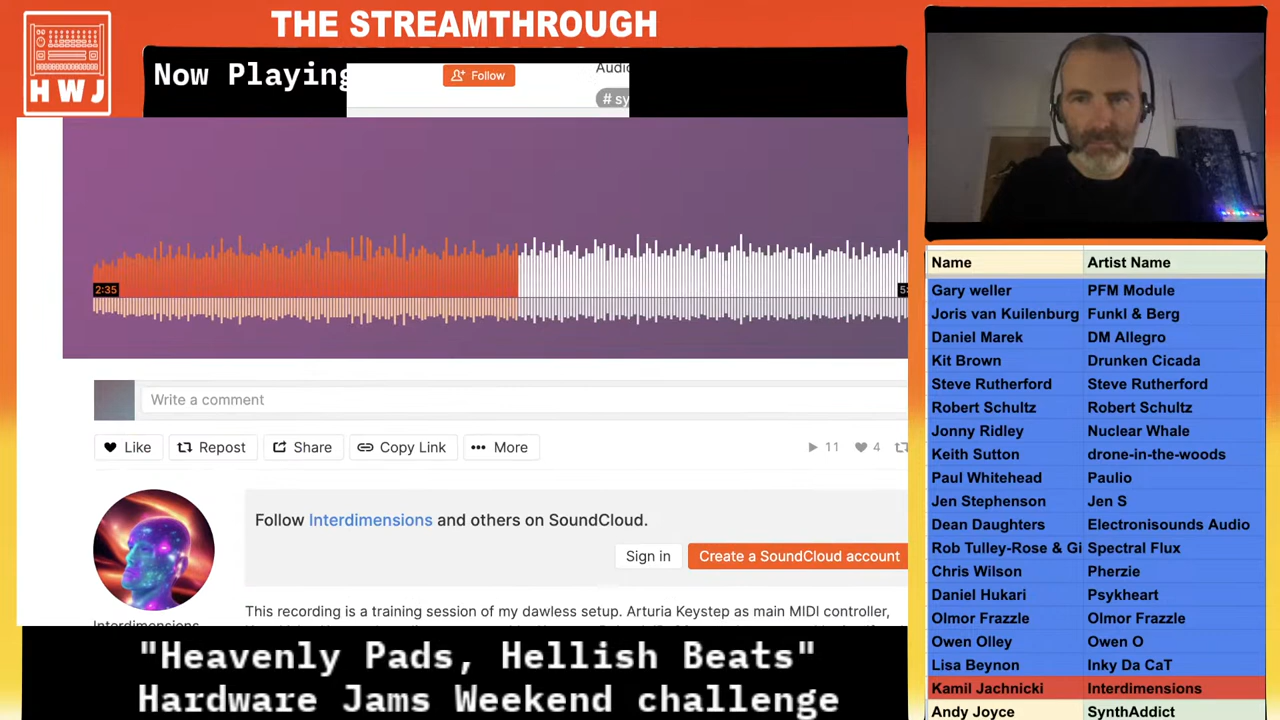 THE STREAMTHROUGH
HWJ
Now Playing
Follow
Audio
# sy
2:35
Write a comment
Like
Repost
Share
Copy Link
More
11
4
Follow Interdimensions and others on SoundCloud.
Sign in
Create a SoundCloud account
Interdimensions
This recording is a training session of my dawless setup. Arturia Keystep as main MIDI controller,
"Heavenly Pads, Hellish Beats"
Hardware Jams Weekend challenge
Name Artist Name
Gary weller PFM Module
Joris van Kuilenburg Funkl & Berg
Daniel Marek DM Allegro
Kit Brown Drunken Cicada
Steve Rutherford Steve Rutherford
Robert Schultz Robert Schultz
Jonny Ridley Nuclear Whale
Keith Sutton drone-in-the-woods
Paul Whitehead Paulio
Jen Stephenson Jen S
Dean Daughters Electronisounds Audio
Rob Tulley-Rose & Gi Spectral Flux
Chris Wilson Pherzie
Daniel Hukari Psykheart
Olmor Frazzle Olmor Frazzle
Owen Olley Owen O
Lisa Beynon Inky Da CaT
Kamil Jachnicki Interdimensions
Andy Joyce SynthAddict